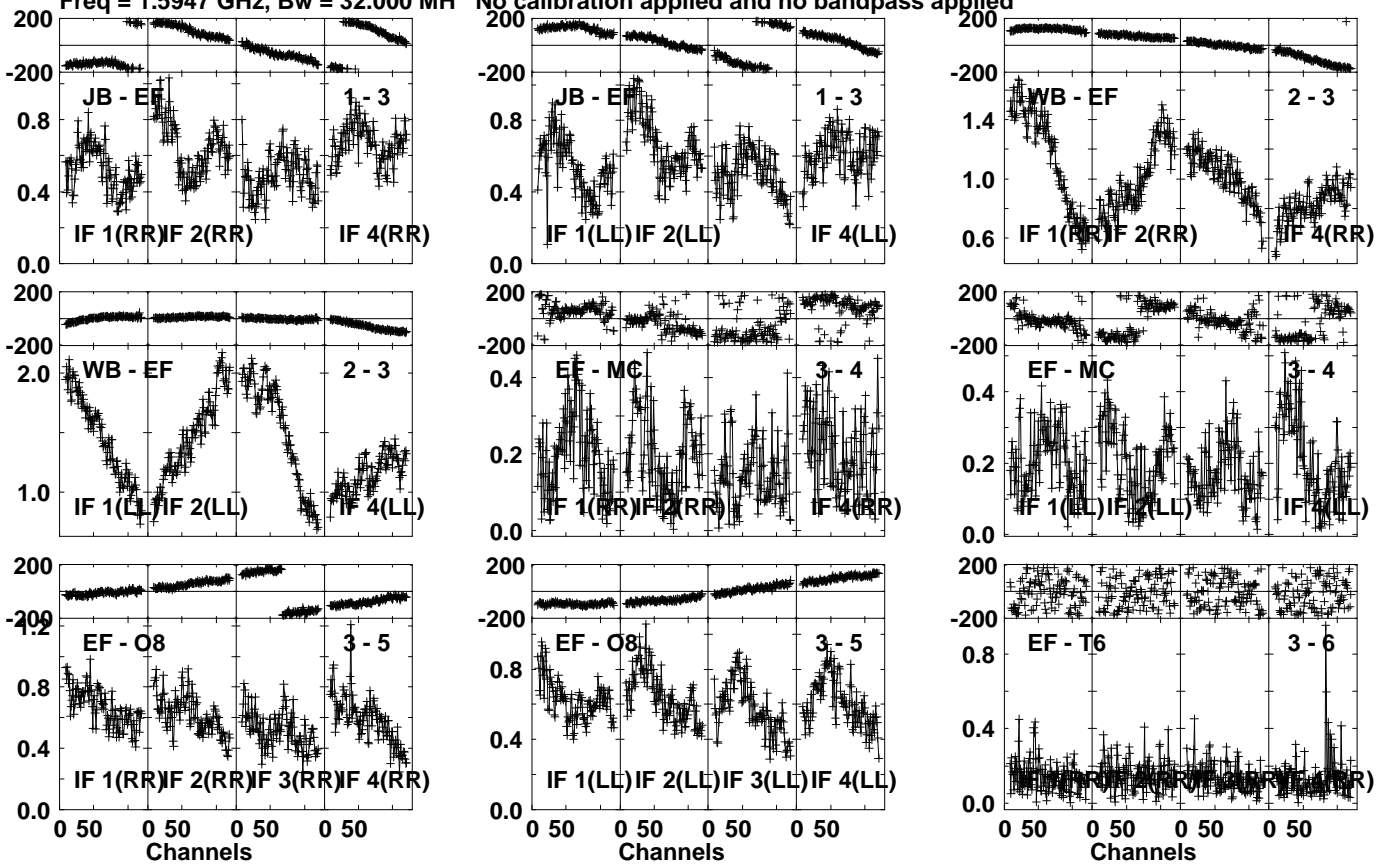 Freq = 1.5947 GHz, Bw = 32.000 MH No calibration applied and no bandpass applied
200
-200
JB - EF 1 - 3
0.8
0.4
0.0
IF 1(RR) IF 2(RR) IF 4(RR)
200
-200
JB - EF 1 - 3
0.8
0.4
0.0
IF 1(LL) IF 2(LL) IF 4(LL)
200
-200
WB - EF 2 - 3
1.4
1.0
0.6
IF 1(RR) IF 2(RR) IF 4(RR)
200
-200
WB - EF 2 - 3
2.0
1.0
IF 1(LL) IF 2(LL) IF 4(LL)
200
-200
EF - MC 3 - 4
0.4
0.2
0.0
IF 1(RR) IF 2(RR) IF 4(RR)
200
-200
EF - MC 3 - 4
0.4
0.2
0.0
IF 1(LL) IF 2(LL) IF 4(LL)
200
-200
1.2
EF - O8 3 - 5
0.8
0.4
0.0
IF 1(RR) IF 2(RR) IF 3(RR) IF 4(RR)
0 50 0 50 0 50 0 50
Channels
200
-200
EF - O8 3 - 5
0.8
0.4
0.0
IF 1(LL) IF 2(LL) IF 3(LL) IF 4(LL)
0 50 0 50 0 50 0 50
Channels
200
-200
EF - T6 3 - 6
0.8
0.4
0.0
IF 1(RR) IF 2(RR) IF 3(RR) IF 4(RR)
0 50 0 50 0 50 0 50
Channels